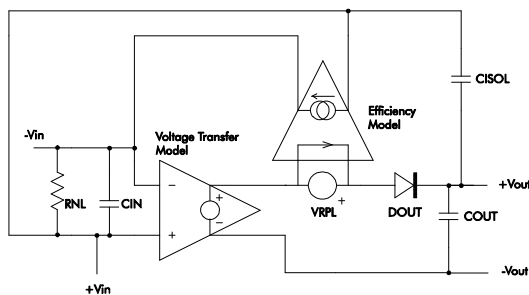 CISOL
Efficiency
Model
Voltage Transfer
Model
-Vin
+Vout
RNL
CIN
VRPL
DOUT
COUT
+
-Vout
+Vin
−
+
−
+